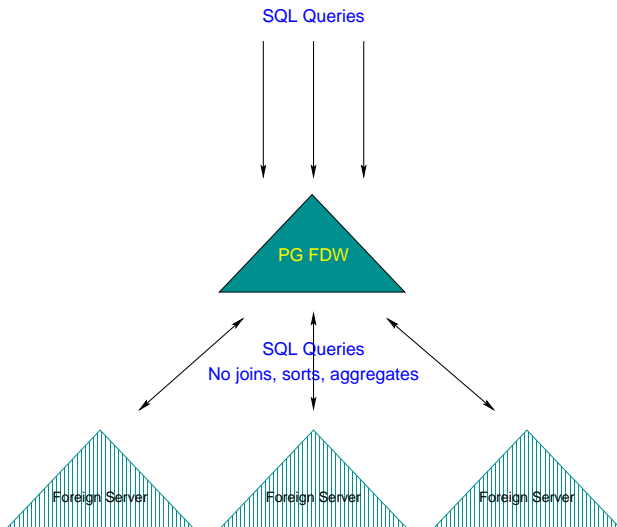 SQL Queries
PG FDW
SQL Queries
No joins, sorts, aggregates
Foreign Server
Foreign Server
Foreign Server